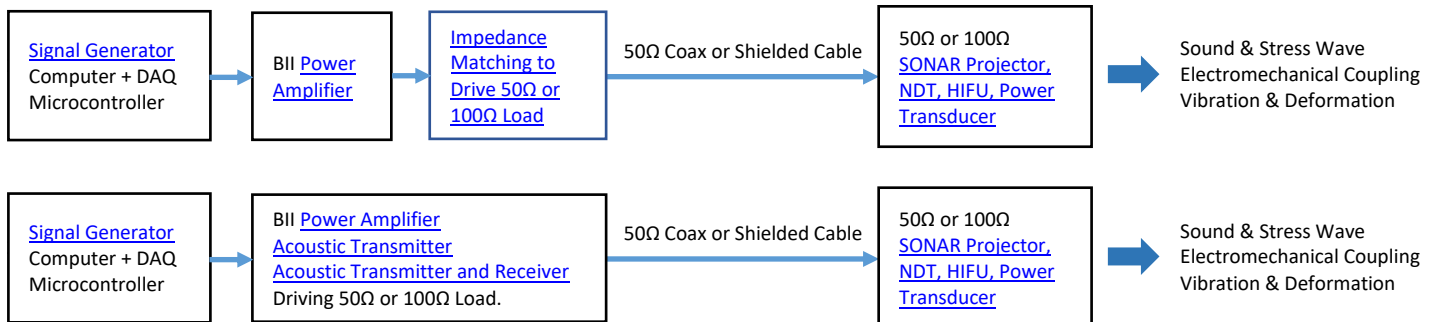 Signal Generator
Computer + DAQ
Microcontroller
BII Power
Amplifier
Impedance
Matching to
Drive 50Ω or
100Ω Load
50Ω Coax or Shielded Cable
50Ω or 100Ω
SONAR Projector,
NDT, HIFU, Power
Transducer
Sound & Stress Wave
Electromechanical Coupling
Vibration & Deformation
Signal Generator
Computer + DAQ
Microcontroller
BII Power Amplifier
Acoustic Transmitter
Acoustic Transmitter and Receiver
Driving 50Ω or 100Ω Load.
50Ω Coax or Shielded Cable
50Ω or 100Ω
SONAR Projector,
NDT, HIFU, Power
Transducer
Sound & Stress Wave
Electromechanical Coupling
Vibration & Deformation